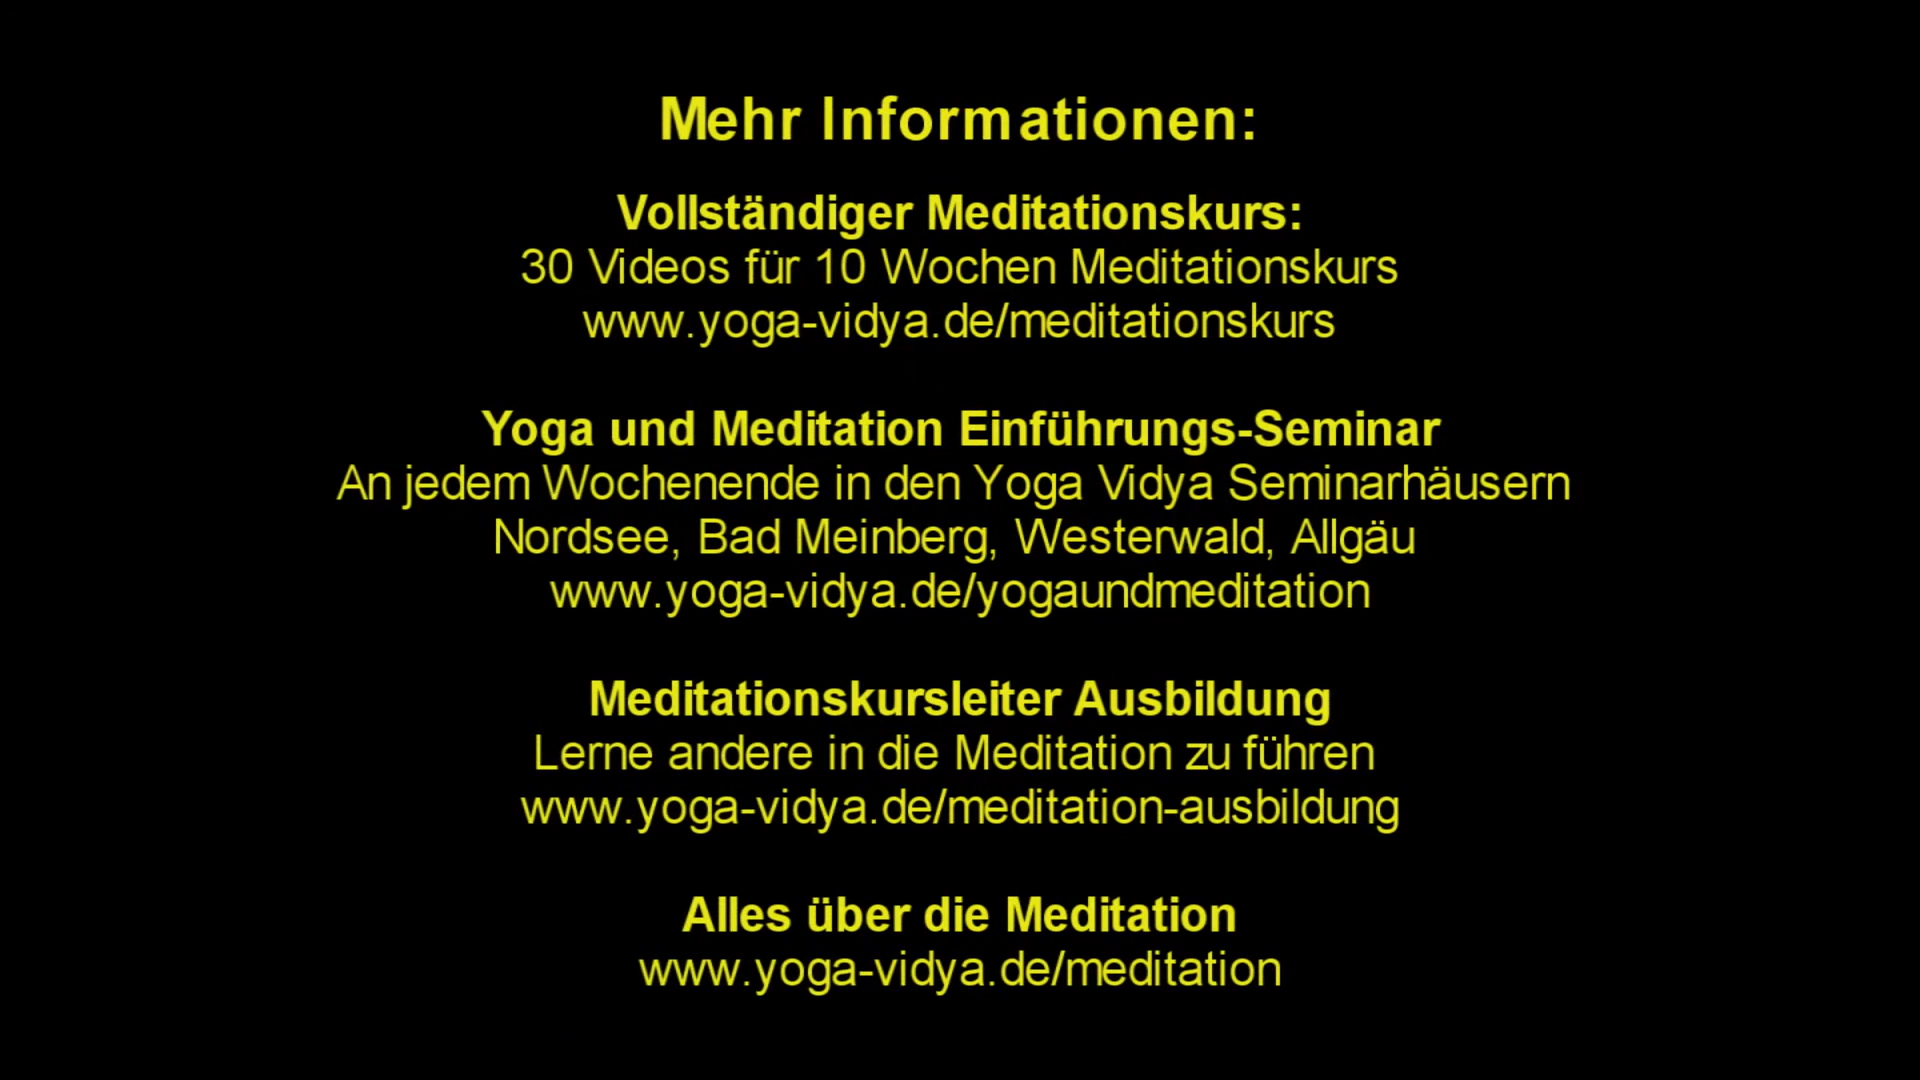 Mehr Informationen:
Vollständiger Meditationskurs:
30 Videos für 10 Wochen Meditationskurs
www.yoga-vidya.de/meditationskurs
Yoga und Meditation Einführungs-Seminar
An jedem Wochenende in den Yoga Vidya Seminarhäusern
Nordsee, Bad Meinberg, Westerwald, Allgäu
www.yoga-vidya.de/yogaundmeditation
Meditationskursleiter Ausbildung
Lerne andere in die Meditation zu führen
www.yoga-vidya.de/meditation-ausbildung
Alles über die Meditation
www.yoga-vidya.de/meditation